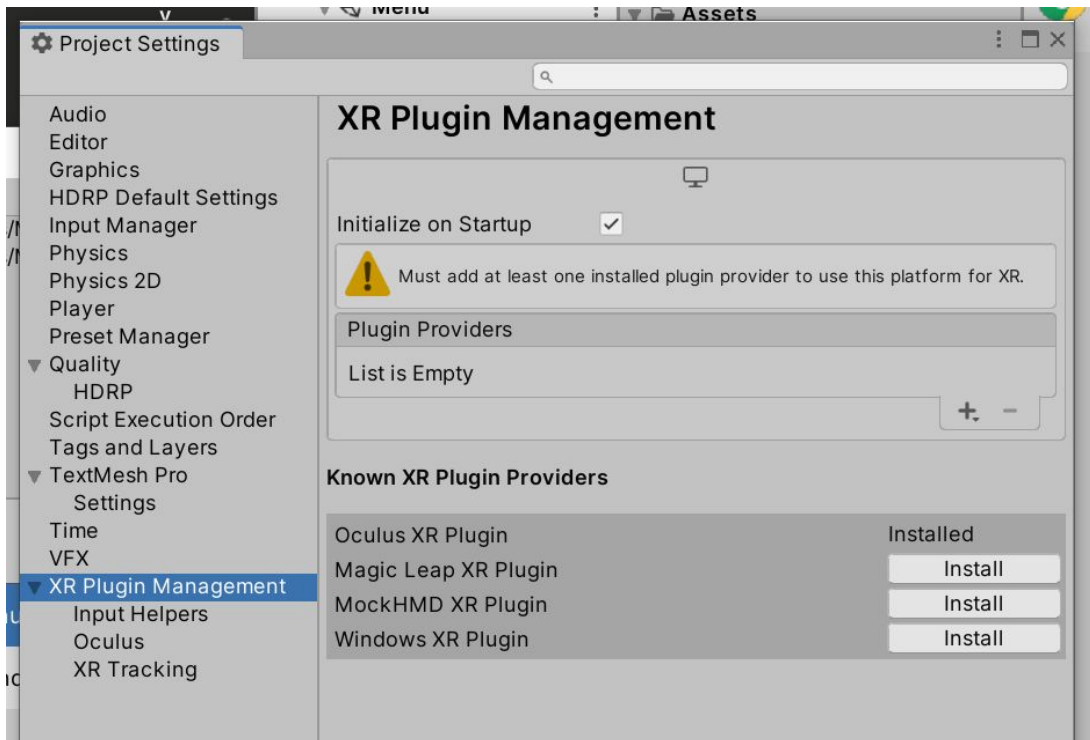 Menu
Assets
Project Settings
Audio
Editor
Graphics
HDRP Default Settings
Input Manager
Physics
Physics 2D
Player
Preset Manager
Quality
HDRP
Script Execution Order
Tags and Layers
TextMesh Pro
Settings
Time
VFX
XR Plugin Management
Input Helpers
Oculus
XR Tracking
XR Plugin Management
Initialize on Startup
Must add at least one installed plugin provider to use this platform for XR.
Plugin Providers
List is Empty
Known XR Plugin Providers
Oculus XR Plugin Installed
Magic Leap XR Plugin Install
MockHMD XR Plugin Install
Windows XR Plugin Install